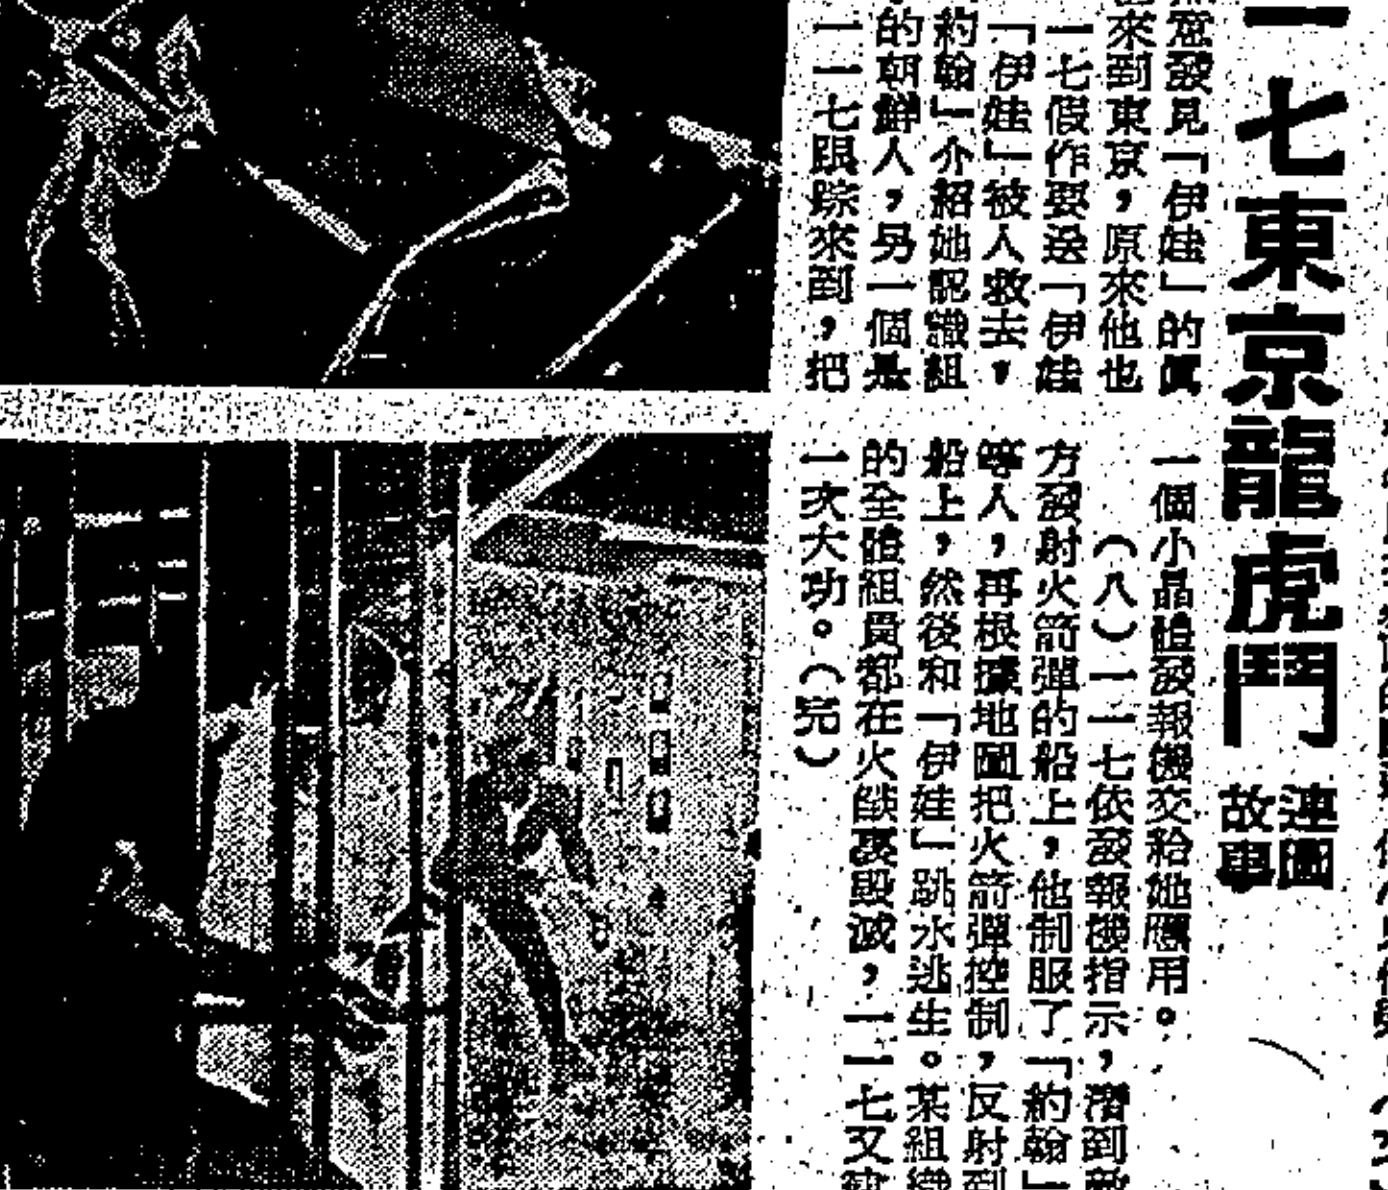 一七東京龍虎鬥
連圖
故事
意發見「伊娃」的眞
來到東京，原來他也
一七假作要送「伊娃
「伊娃」被人救去，
約翰」介紹她認識組
的朝鮮人，另一個是
一一七跟踪來到，把
一個小晶體發報機交給她應用。
（八）一一七依發報機指示，潛到敵
方發射火箭彈的船上，他制服了「約翰」
等人，再根據地圖把火箭彈控制，反射到
船上，然後和「伊娃」跳水逃生。某組織
的全體組員都在火燄裏毀滅，一一七又建
一次大功。（完）